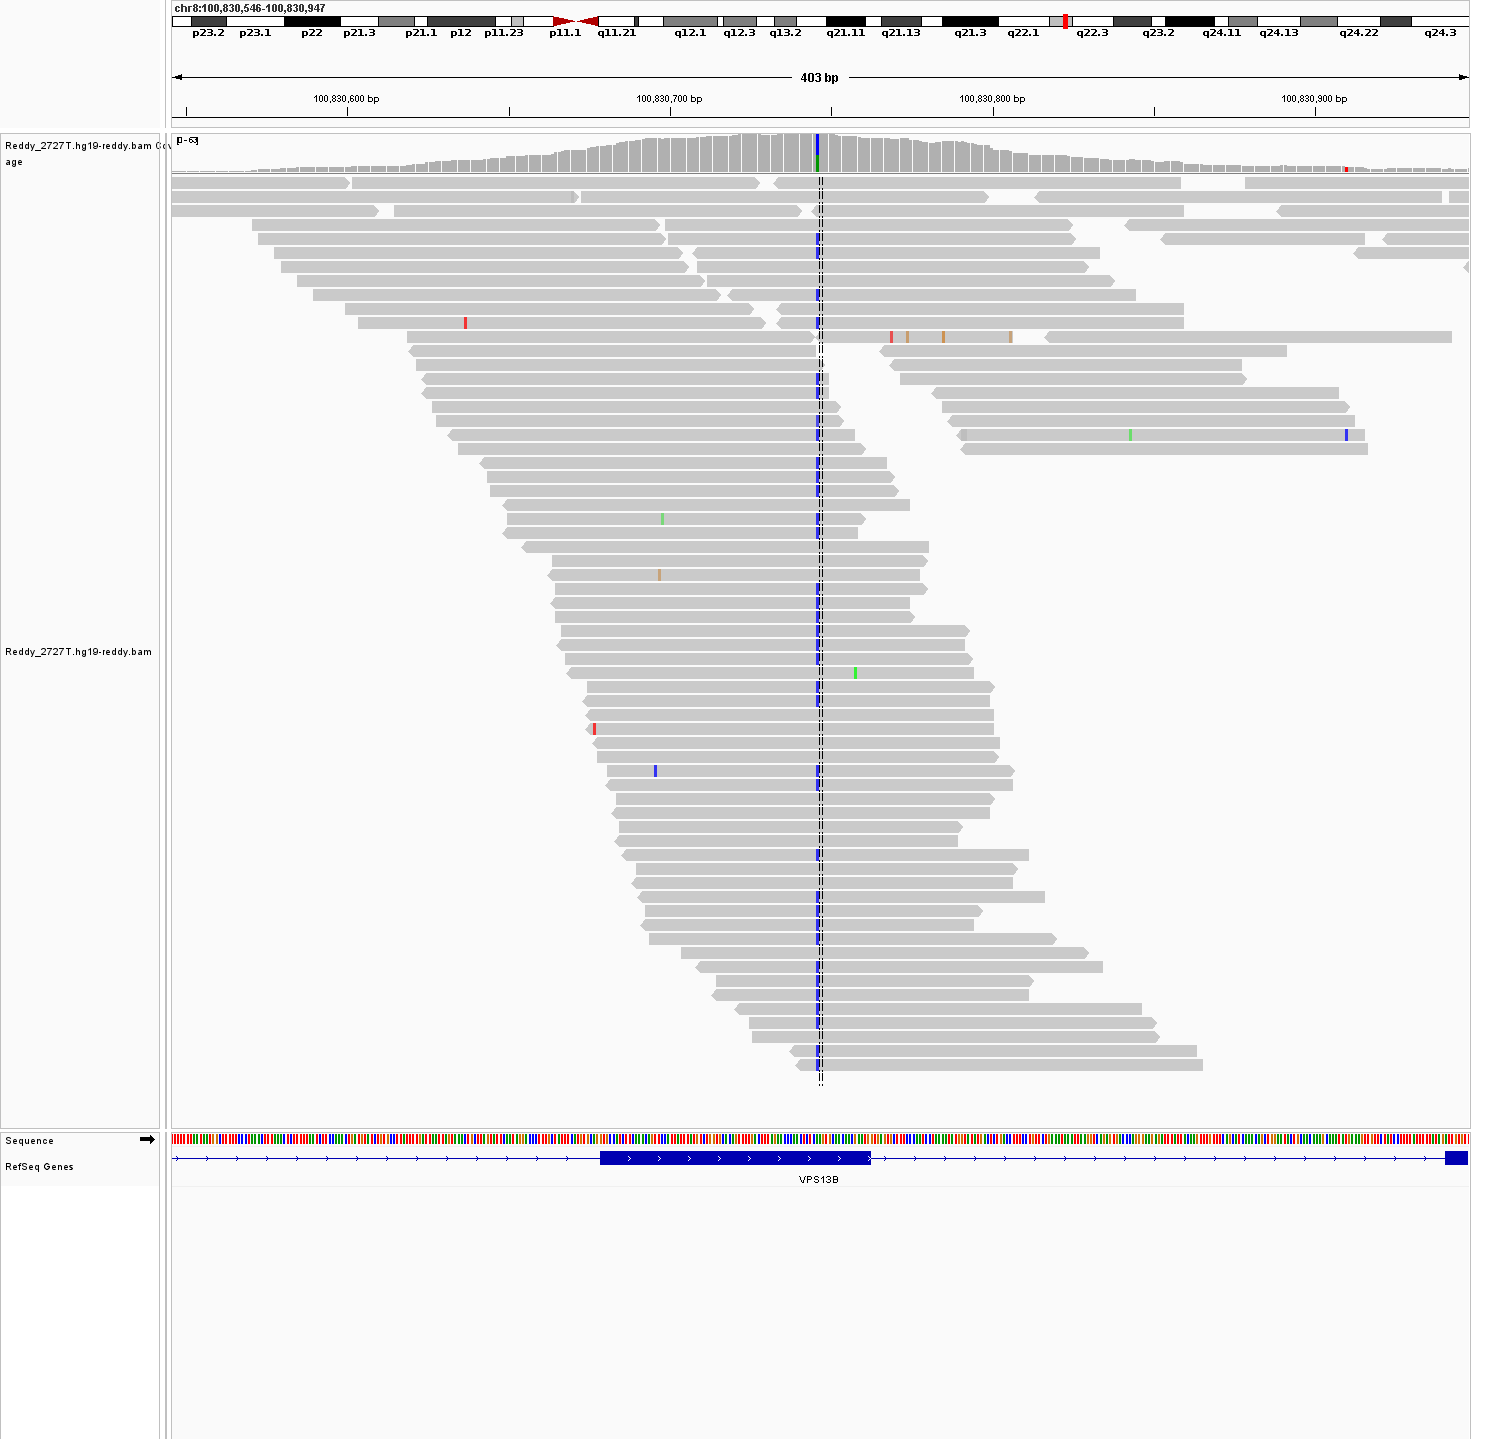 chr8:100,830,546-100,830,947
p23.2 p23.1 p22 p21.3 p21.1 p12 p11.23 p11.1 q11.21 q12.1 q12.3 q13.2 q21.11 q21.13 q21.3 q22.1 q22.3 q23.2 q24.11 q24.13 q24.22 q24.3
403 bp
100,830,600 bp 100,830,700 bp 100,830,800 bp 100,830,900 bp
[0-63]
Reddy_2727T.hg19-reddy.bam Cov
age
Reddy_2727T.hg19-reddy.bam
Sequence
RefSeq Genes
VPS13B